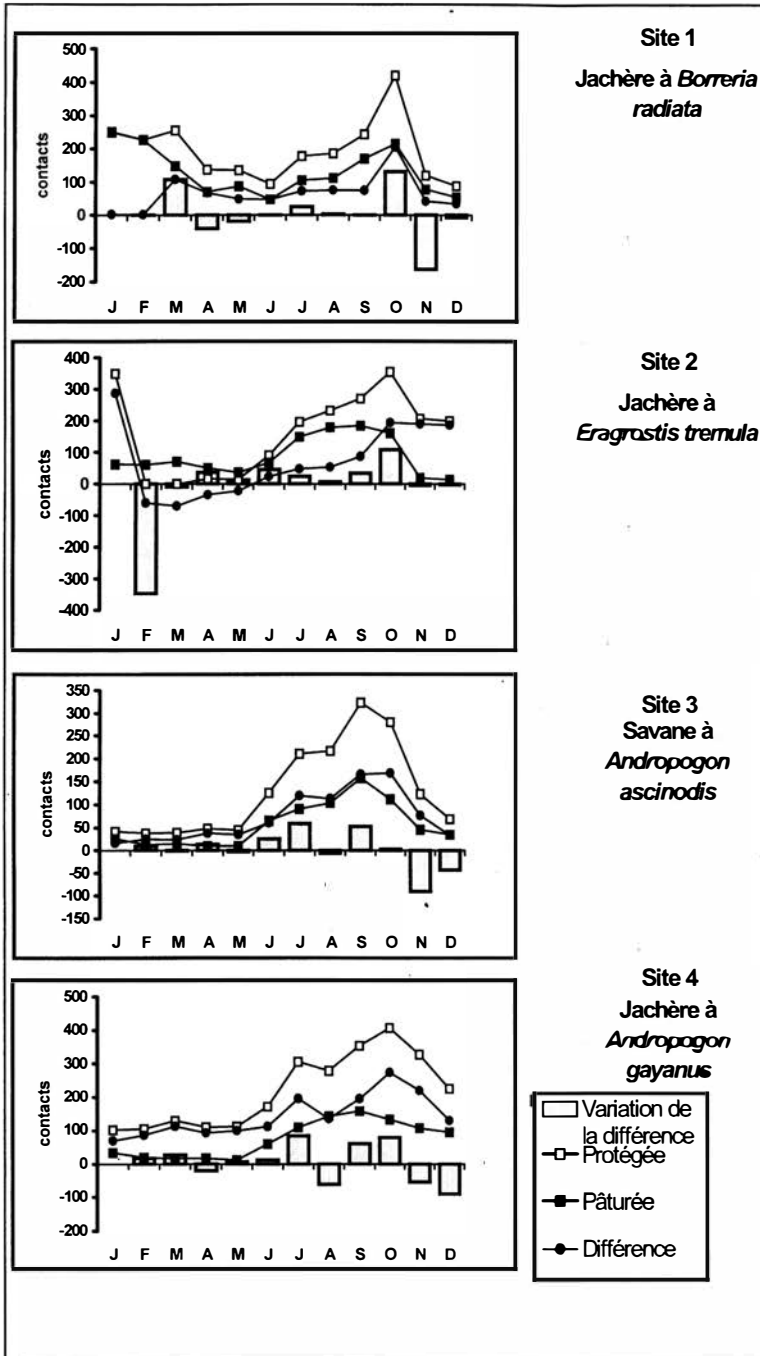 Site 1
Jachère à Borreria
radiata
500
400
300
200
100
0
-100
-200
contacts
J F M A M J J A S O N D
Site 2
Jachère à
Eragrostis tremula
400
300
200
100
0
-100
-200
-300
-400
contacts
J F M A M J J A S O N D
Site 3
Savane à
Andropogon
ascinodis
350
300
250
200
150
100
50
0
-50
-100
-150
contacts
J F M A M J J A S O N D
Site 4
Jachère à
Andropogon
gayanus
500
400
300
200
100
0
-100
-200
contacts
J F M A M J J A S O N D
Variation de
la différence
Protégée
Pâturée
Différence